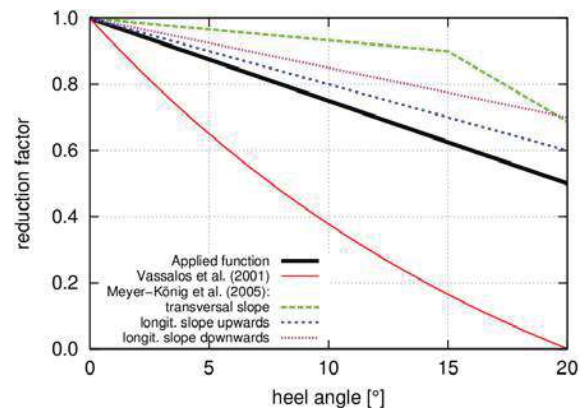 1.0
0.8
0.6
0.4
0.2
0.0
reduction factor
Applied function
Vassalos et al. (2001)
Meyer-König et al. (2005):
transversal slope
longit. slope upwards
longit. slope downwards
0 5 10 15 20
heel angle [°]